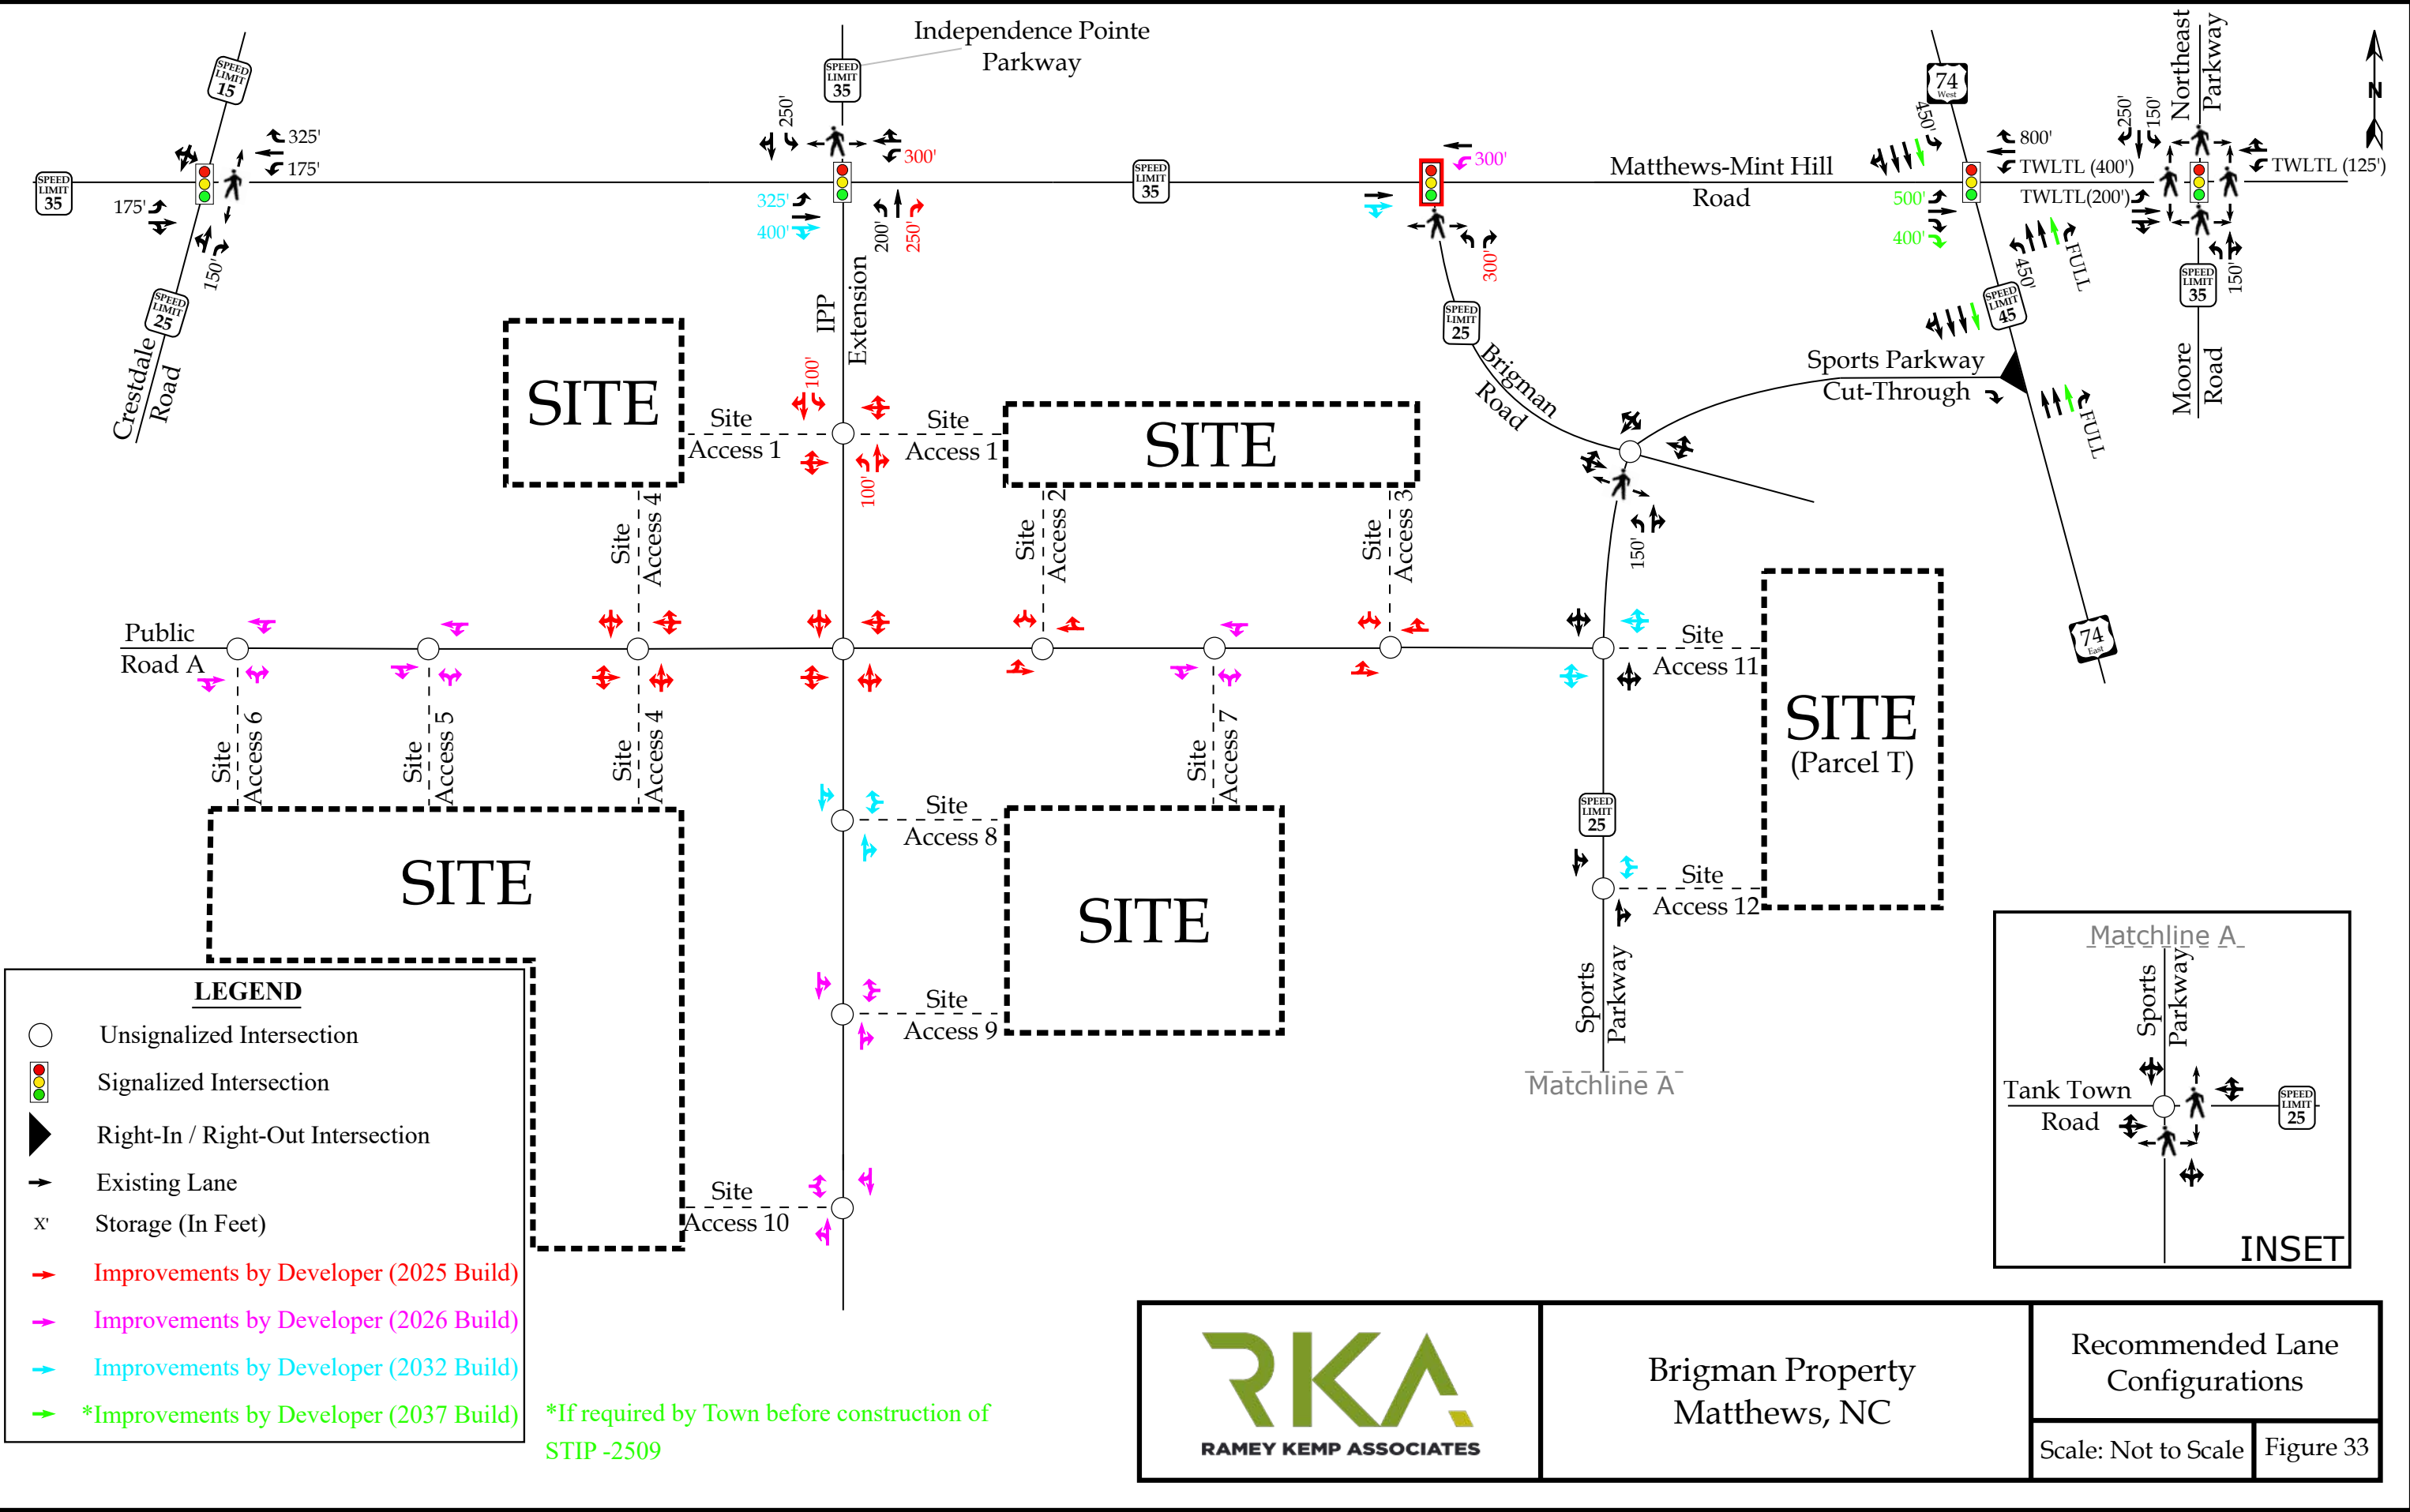 Independence Pointe
Parkway
SPEED
LIMIT
15
SPEED
LIMIT
35
74
West
Northeast
Parkway
N
325'
175'
175'
150'
SPEED
LIMIT
35
250'
300'
325'
400'
200'
250'
SPEED
LIMIT
35
300'
300'
Matthews-Mint Hill
Road
450'
800'
TWLTL (400')
TWLTL(200')
500'
400'
450'
FULL
250'
150'
TWLTL (125')
150'
SPEED
LIMIT
25
Crestdale
Road
IPP
Extension
SPEED
LIMIT
25
Brigman
Road
SPEED
LIMIT
45
SPEED
LIMIT
35
Moore
Road
Sports Parkway
Cut-Through
FULL
SITE
100'
Site
Access 1
Site
Access 1
100'
SITE
Site
Access 4
Site
Access 2
Site
Access 3
150'
Public
Road A
Site
Access 11
74
East
Site
Access 6
Site
Access 5
Site
Access 4
Site
Access 7
SITE
(Parcel T)
SITE
Site
Access 8
SITE
SPEED
LIMIT
25
Site
Access 12
Site
Access 9
Sports
Parkway
Matchline A
Site
Access 10
Matchline A
Sports
Parkway
Tank Town
Road
SPEED
LIMIT
25
INSET
LEGEND
Unsignalized Intersection
Signalized Intersection
Right-In / Right-Out Intersection
Existing Lane
X' Storage (In Feet)
Improvements by Developer (2025 Build)
Improvements by Developer (2026 Build)
Improvements by Developer (2032 Build)
*Improvements by Developer (2037 Build)
*If required by Town before construction of
STIP -2509
RKA
RAMEY KEMP ASSOCIATES
Brigman Property
Matthews, NC
Recommended Lane
Configurations
Scale: Not to Scale
Figure 33